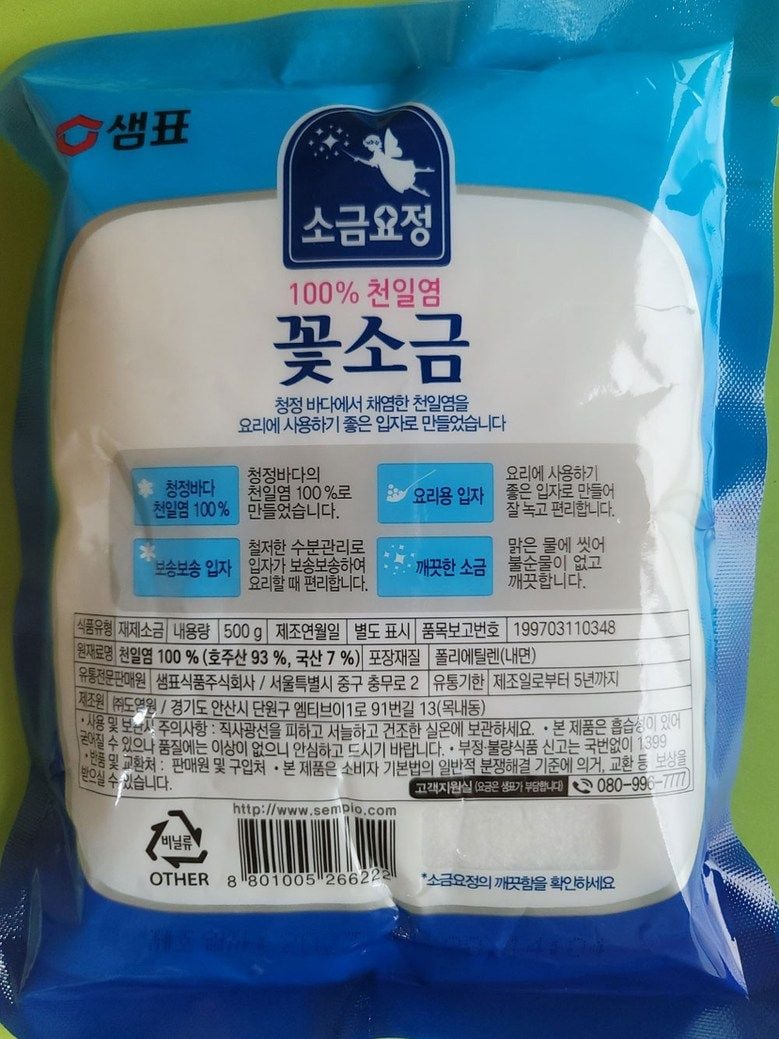 샘표
소금요정
100% 천일염
꽃소금
청정 바다에서 채염한 천일염을
요리에 사용하기 좋은 입자로 만들었습니다
청정바다
천일염 100%
청정바다의
천일염 100%로
만들었습니다.
요리용 입자
요리에 사용하기
좋은 입자로 만들어
잘 녹고 편리합니다.
보송보송 입자
철저한 수분관리로
입자가 보송보송하여
요리할 때 편리합니다.
깨끗한 소금
맑은 물에 씻어
불순물이 없고
깨끗합니다.
식품유형 재제소금 내용량 500 g 제조연월일 별도 표시 품목보고번호 199703110348
원재료명 천일염 100 % (호주산 93 %, 국산 7 %) 포장재질 폴리에틸렌(내면)
유통전문판매원 샘표식품주식회사 / 서울특별시 중구 충무로 2 유통기한 제조일로부터 5년까지
제조원 ㈜도염원 / 경기도 안산시 단원구 엠티브이1로 91번길 13(목내동)
• 사용 및 보관시 주의사항 : 직사광선을 피하고 서늘하고 건조한 실온에 보관하세요. • 본 제품은 흡습성이 있어
굳어질 수 있으나 품질에는 이상이 없으니 안심하고 드시기 바랍니다. • 부정·불량식품 신고는 국번없이 1399
• 반품 및 교환처 : 판매원 및 구입처 • 본 제품은 소비자 기본법의 일반적 분쟁해결 기준에 의거, 교환 등 보상을
받으실 수 있습니다.
고객지원실 (요금은 샘표가 부담합니다) 080-996-7777
http://www.sempio.com
비닐류
OTHER
8 801005 266222
*소금요정의 깨끗함을 확인하세요